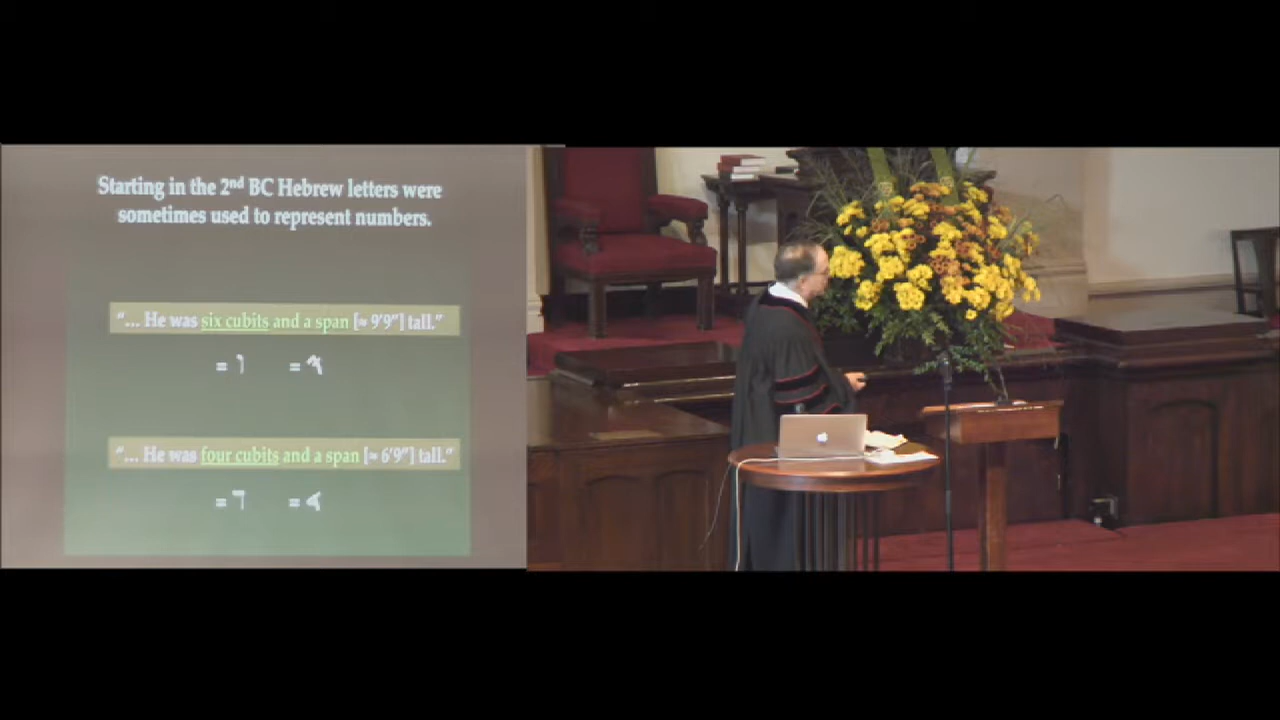 Starting in the 2nd BC Hebrew letters were
sometimes used to represent numbers.
“... He was six cubits and a span [≈ 9′9″] tall.”
= ו =
“... He was four cubits and a span [≈ 6′9″] tall.”
= ד =